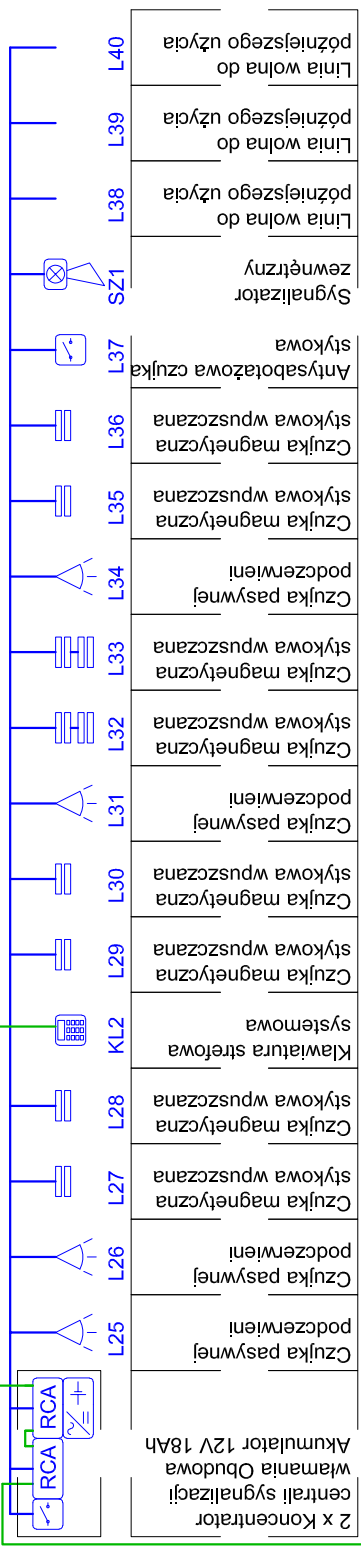 L40
Linia wolna do
późniejszego użycia
L39
Linia wolna do
późniejszego użycia
L38
Linia wolna do
późniejszego użycia
SZ1
Sygnalizator
zewnętrzny
L37
Antysabotażowa czujka
stykowa
L36
Czujka magnetyczna
stykowa wpuszczana
L35
Czujka magnetyczna
stykowa wpuszczana
L34
Czujka pasywnej
podczerwieni
L33
Czujka magnetyczna
stykowa wpuszczana
L32
Czujka magnetyczna
stykowa wpuszczana
L31
Czujka pasywnej
podczerwieni
L30
Czujka magnetyczna
stykowa wpuszczana
L29
Czujka magnetyczna
stykowa wpuszczana
KL2
Klawiatura strefowa
systemowa
L28
Czujka magnetyczna
stykowa wpuszczana
L27
Czujka magnetyczna
stykowa wpuszczana
L26
Czujka pasywnej
podczerwieni
L25
Czujka pasywnej
podczerwieni
RCA
RCA
2 x Koncentrator
centrali sygnalizacji
włamania Obudowa
Akumulator 12V 18Ah